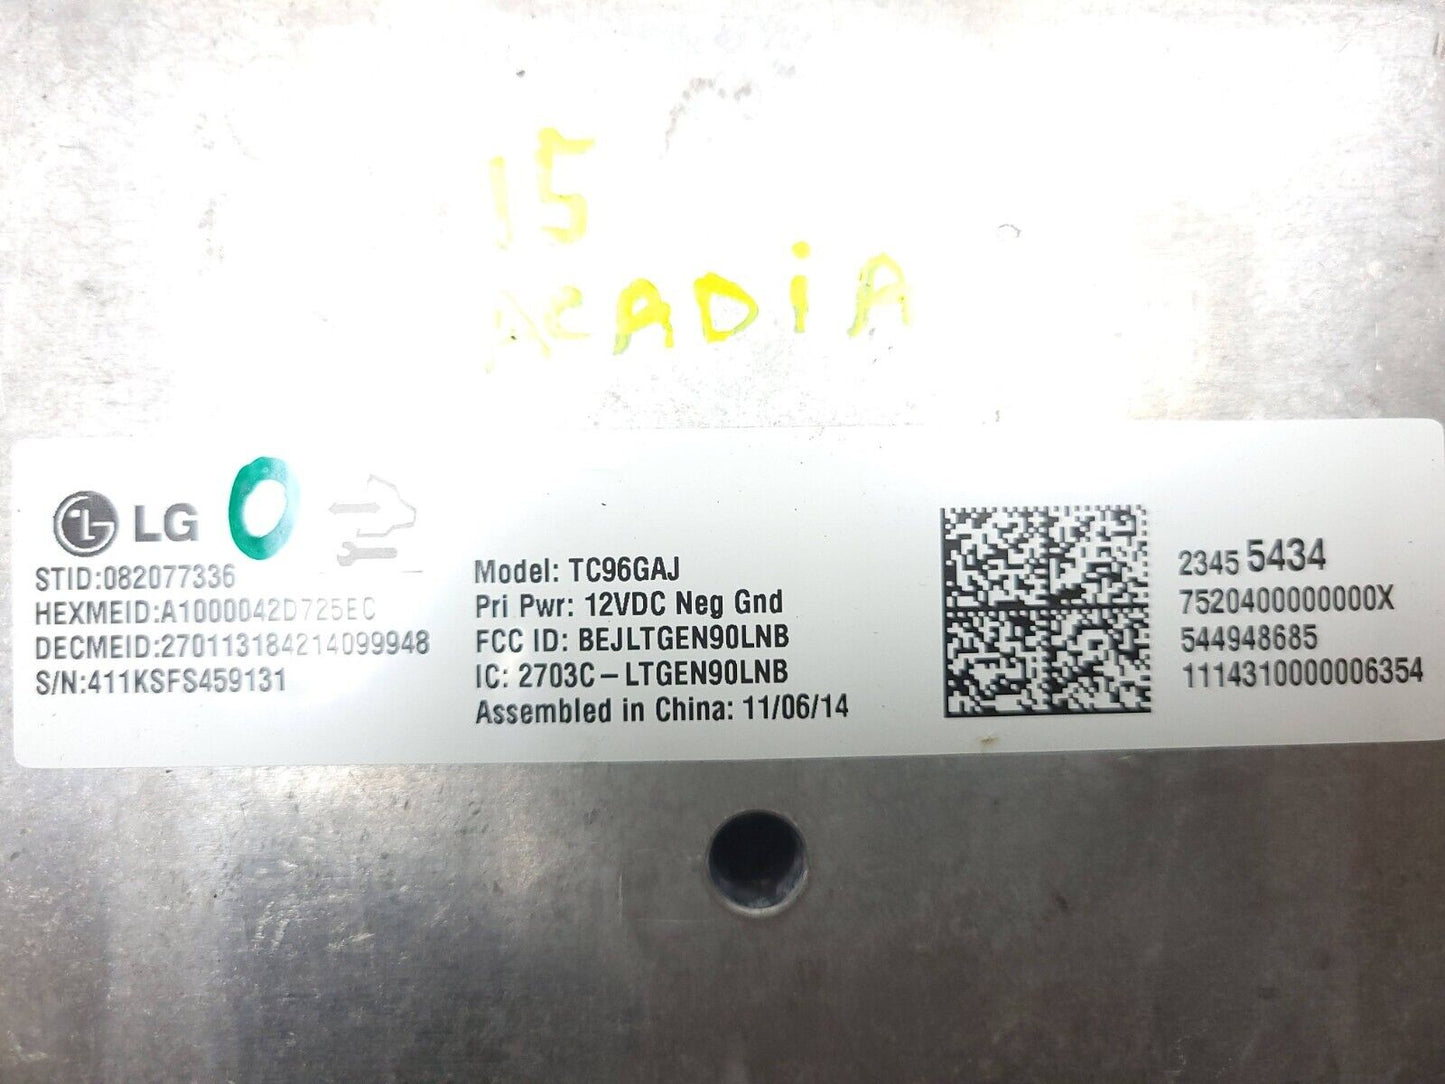 15
ACADiA
LG
0
STID:082077336
HEXMEID:A1000042D725EC
DECMEID:270113184214099948
S/N:411KSFS459131
Model: TC96GAJ
Pri Pwr: 12VDC Neg Gnd
FCC ID: BEJLTGEN90LNB
IC: 2703C-LTGEN90LNB
Assembled in China: 11/06/14
2345 5434
7520400000000X
544948685
1114310000006354